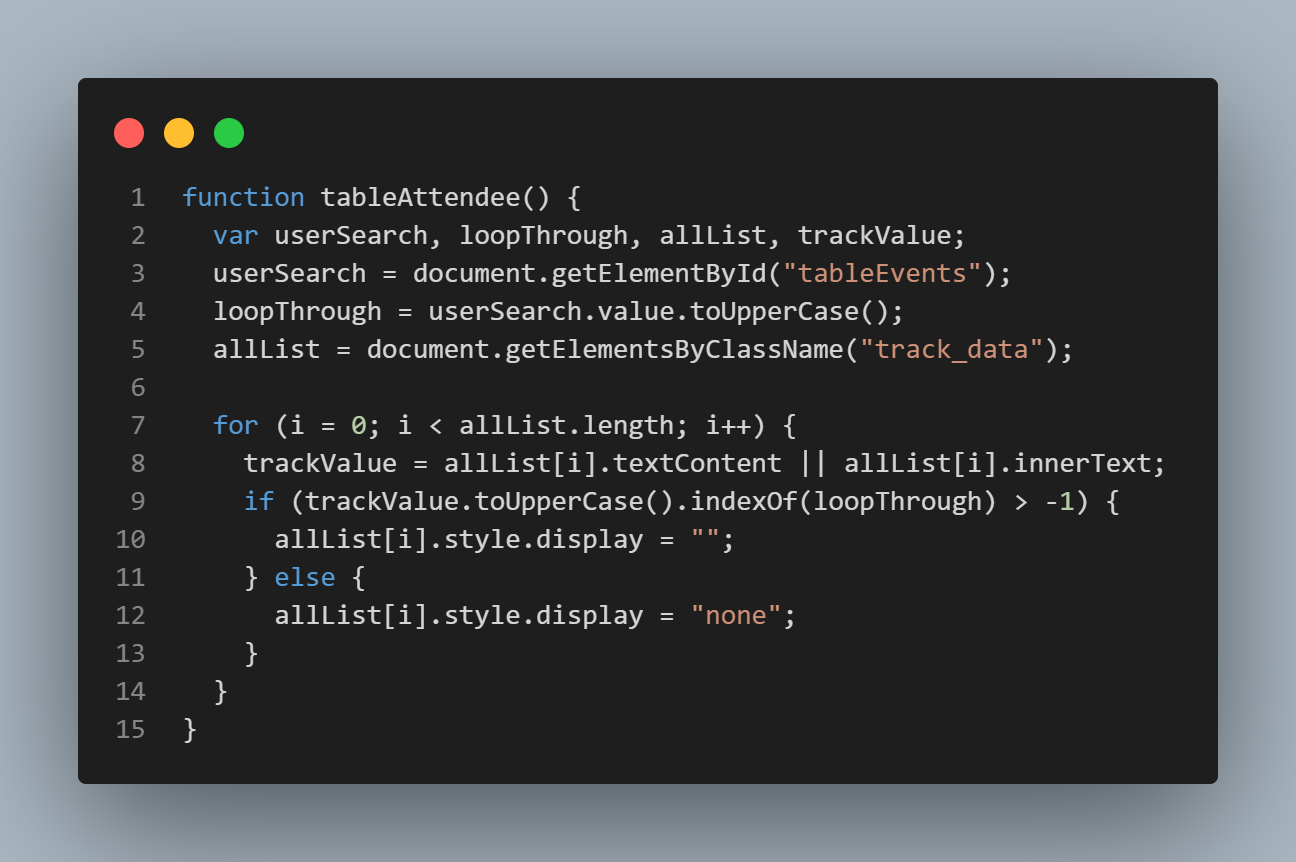 1 function tableAttendee() {
2   var userSearch, loopThrough, allList, trackValue;
3   userSearch = document.getElementById("tableEvents");
4   loopThrough = userSearch.value.toUpperCase();
5   allList = document.getElementsByClassName("track_data");
6
7   for (i = 0; i < allList.length; i++) {
8     trackValue = allList[i].textContent || allList[i].innerText;
9     if (trackValue.toUpperCase().indexOf(loopThrough) > -1) {
10       allList[i].style.display = "";
11     } else {
12       allList[i].style.display = "none";
13     }
14   }
15 }